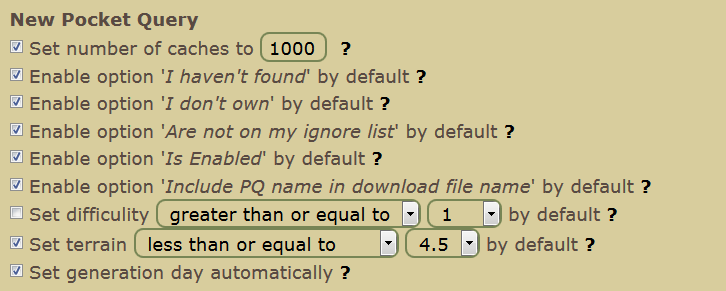 New Pocket Query
Set number of caches to 1000 ?
Enable option 'I haven't found' by default ?
Enable option 'I don't own' by default ?
Enable option 'Are not on my ignore list' by default ?
Enable option 'Is Enabled' by default ?
Enable option 'Include PQ name in download file name' by default ?
Set difficulity greater than or equal to 1 by default ?
Set terrain less than or equal to 4.5 by default ?
Set generation day automatically ?